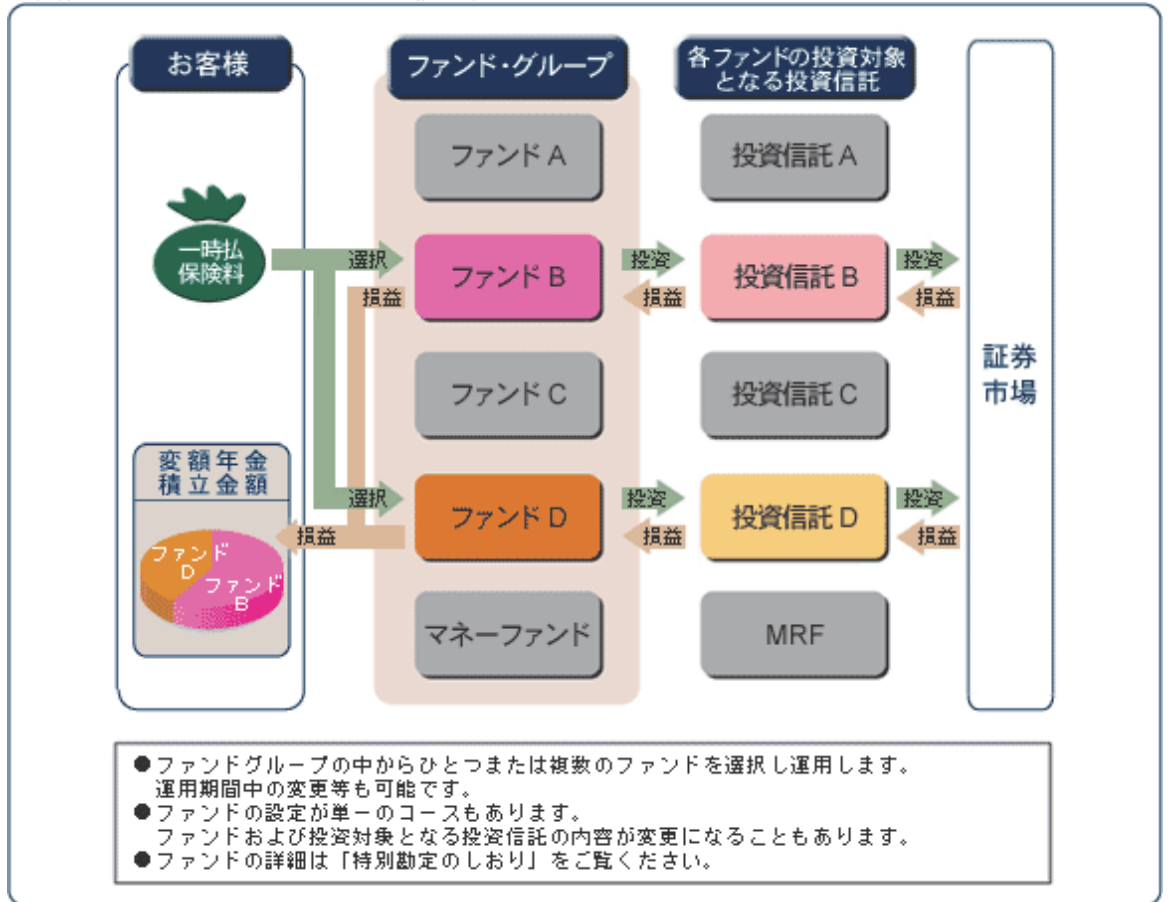 お客様
ファンド・グループ
各ファンドの投資対象
となる投資信託
ファンド A
投資信託 A
一時払
保険料
選択
損益
ファンド B
投資
損益
投資信託 B
投資
損益
ファンド C
投資信託 C
証券
市場
変額年金
積立金額
ファンド
D
ファンド
B
選択
損益
ファンド D
投資
損益
投資信託 D
投資
損益
マネーファンド
MRF
●ファンドグループの中からひとつまたは複数のファンドを選択し運用します。
運用期間中の変更等も可能です。
●ファンドの設定が単一のコースもあります。
ファンドおよび投資対象となる投資信託の内容が変更になることもあります。
●ファンドの詳細は「特別勘定のしおり」をご覧ください。